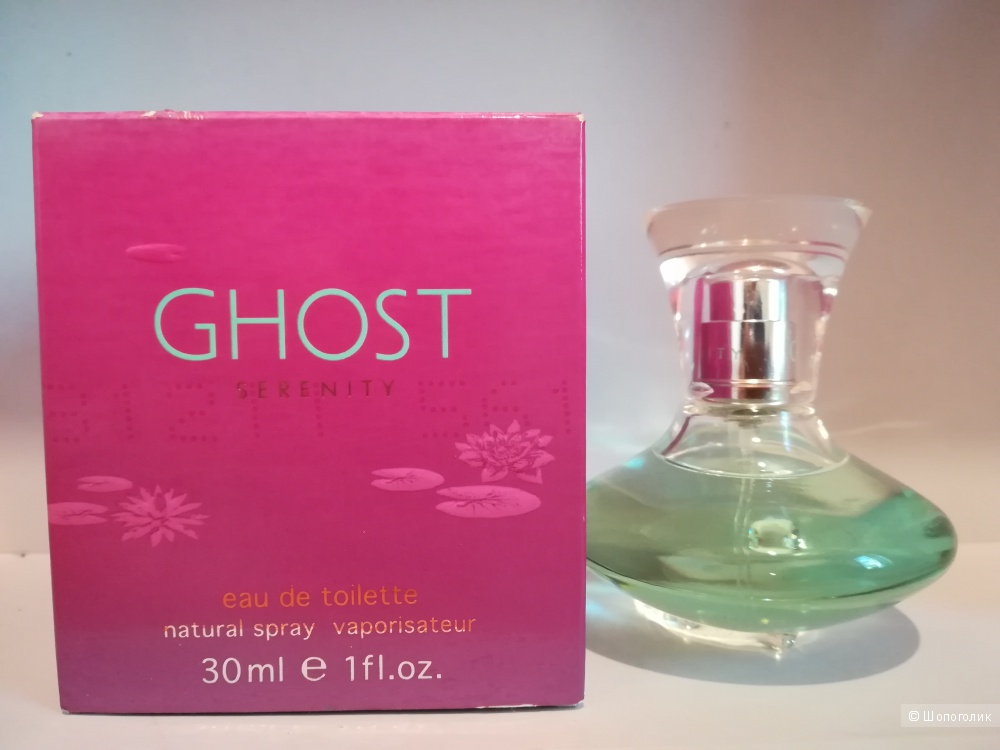 GHOST
SERENITY
eau de toilette
natural spray vaporisateur
30ml e 1fl.oz.
© Шопоголик